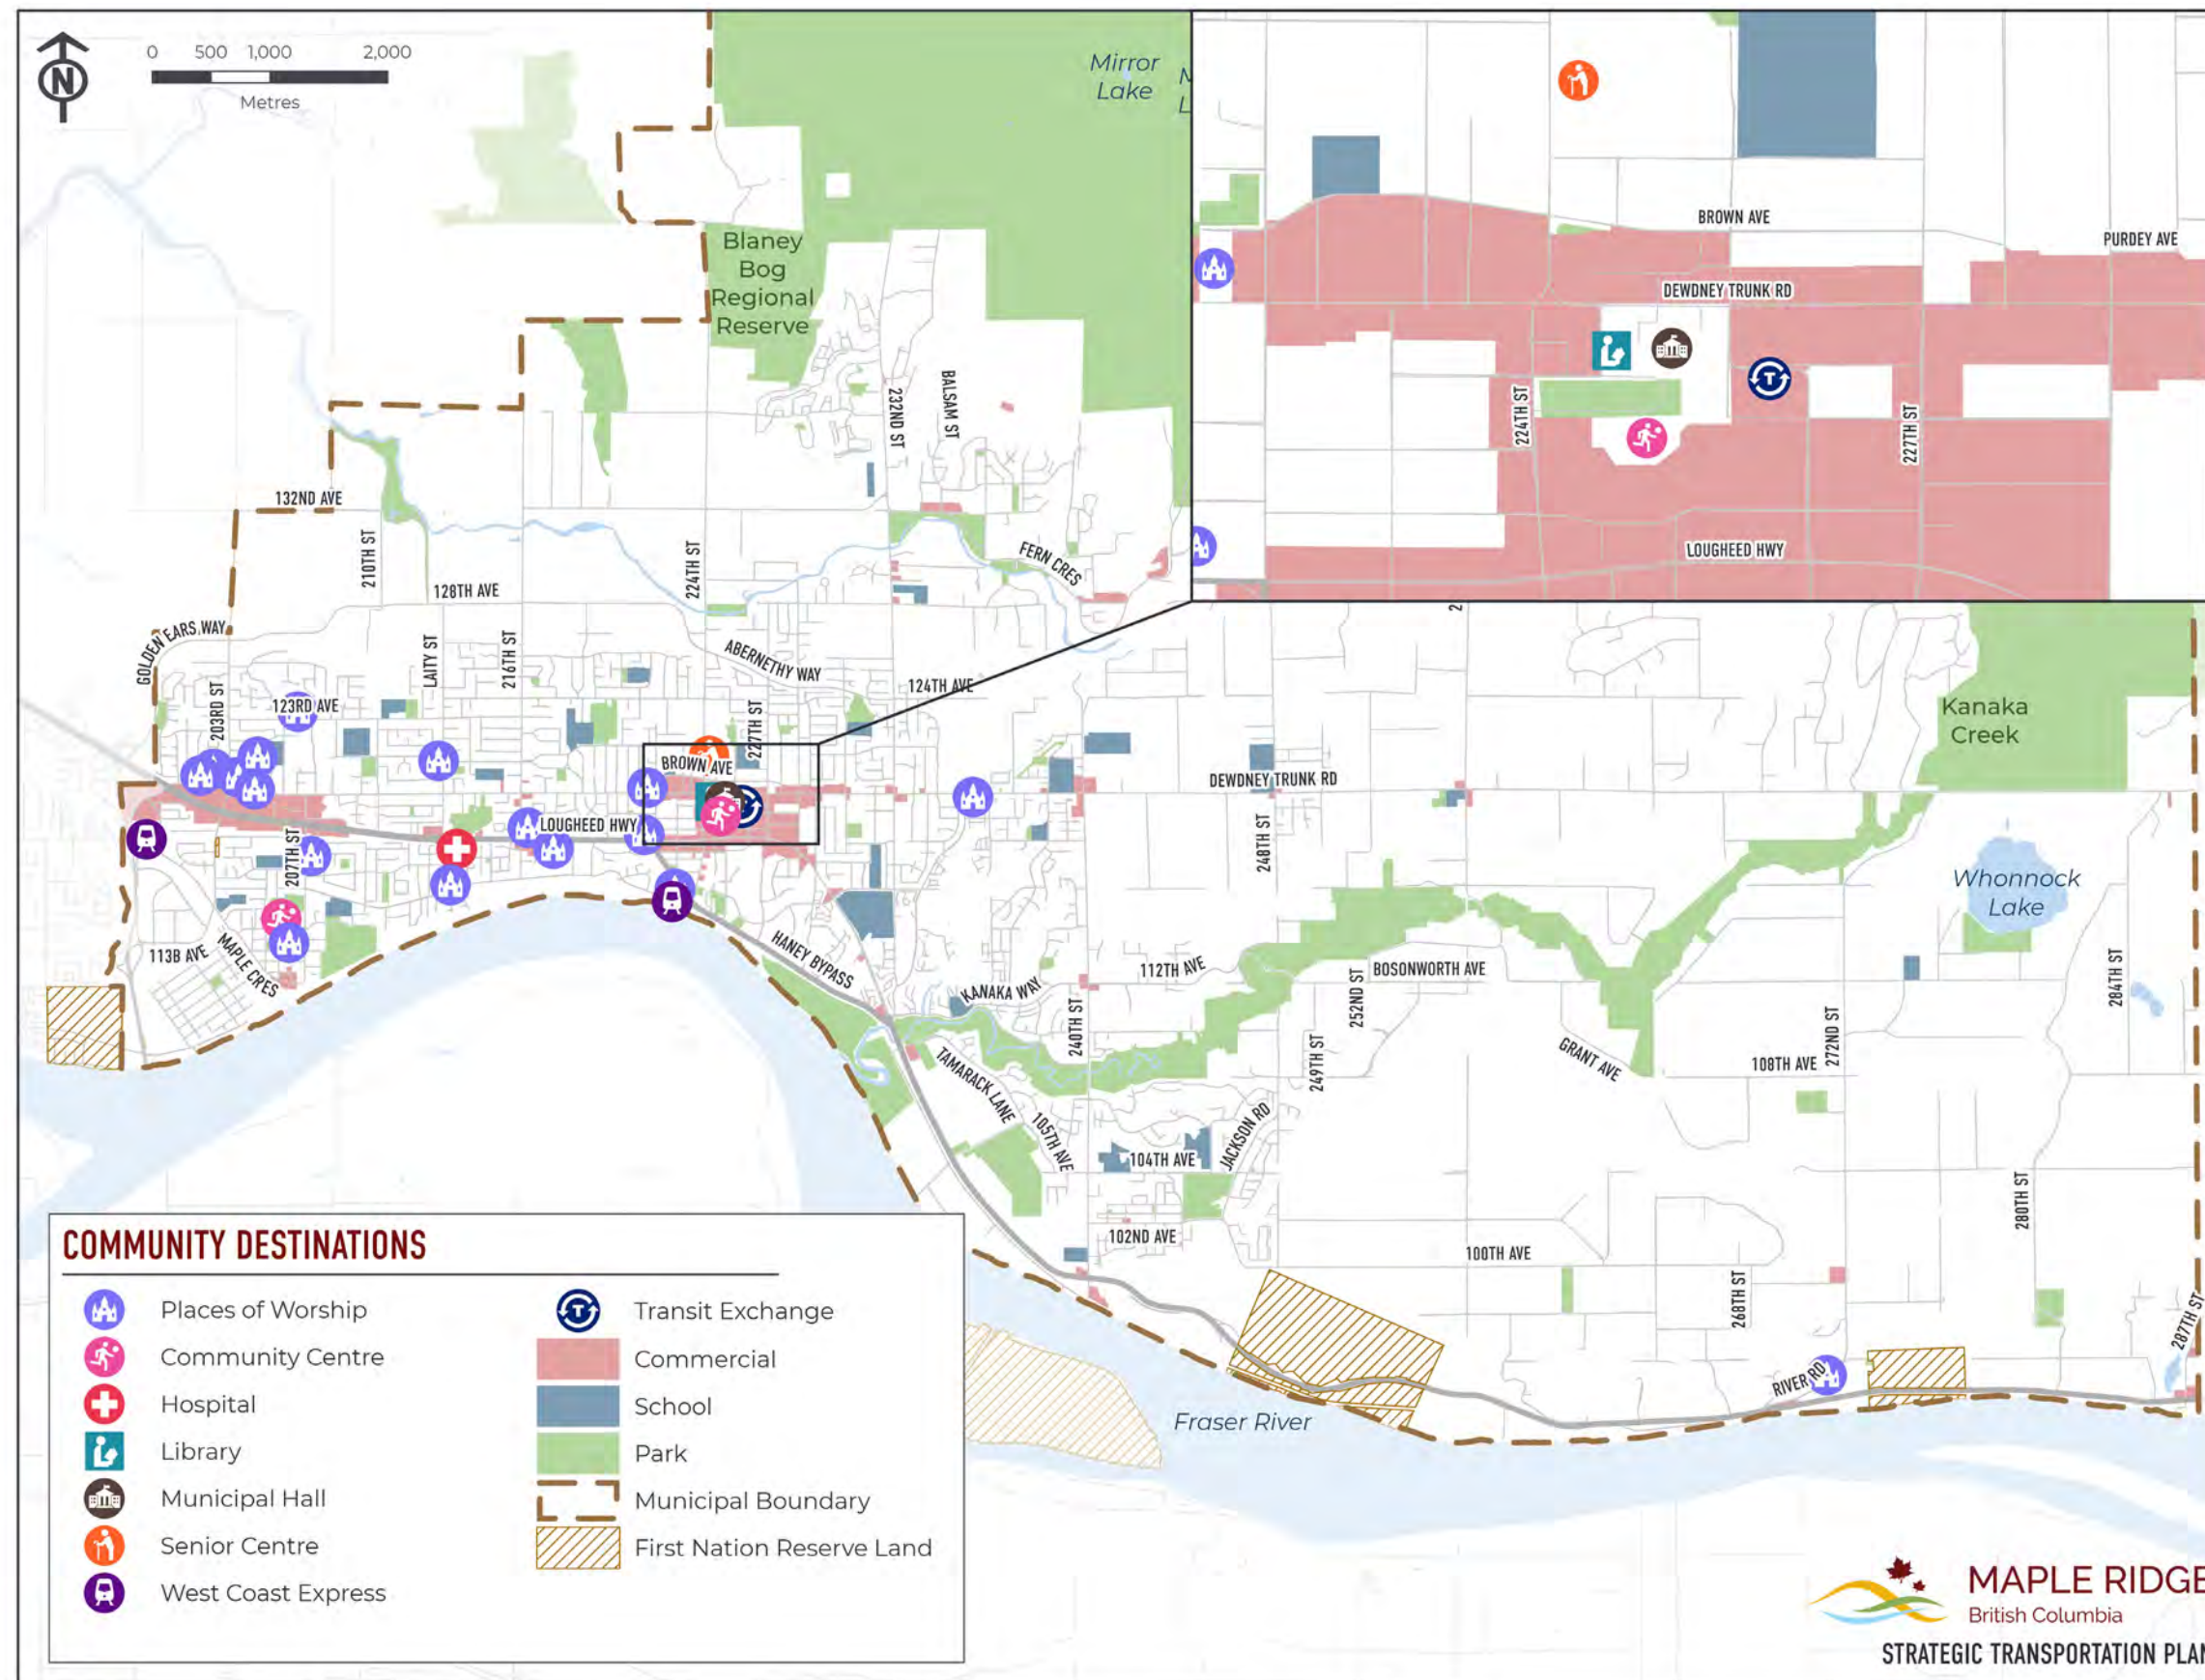 N
0 500 1,000 2,000
Metres
Mirror
Lake
M
L
Blaney
Bog
Regional
Reserve
232ND ST
BALSAM ST
132ND AVE
210TH ST
224TH ST
FERN CRES
128TH AVE
GOLDEN EARS WAY
LAITY ST
216TH ST
ABERNETHY WAY
124TH AVE
203RD ST
123RD AVE
227TH ST
BROWN AVE
LOUGHEED HWY
207TH ST
113B AVE
MAPLE CRES
HANEY BYPASS
BROWN AVE
PURDEY AVE
DEWDNEY TRUNK RD
T
224TH ST
227TH ST
LOUGHEED HWY
2
Kanaka
Creek
DEWDNEY TRUNK RD
248TH ST
Whonnock
Lake
112TH AVE
BOSONWORTH AVE
KANAKA WAY
240TH ST
252ND ST
284TH ST
272ND ST
249TH ST
GRANT AVE
108TH AVE
TAMARACK LANE
105TH AVE
JACKSON RD
104TH AVE
280TH ST
102ND AVE
100TH AVE
268TH ST
287TH ST
RIVER RD
Fraser River
COMMUNITY DESTINATIONS
Places of Worship
Community Centre
Hospital
Library
Municipal Hall
Senior Centre
West Coast Express
T Transit Exchange
Commercial
School
Park
Municipal Boundary
First Nation Reserve Land
MAPLE RIDGE
British Columbia
STRATEGIC TRANSPORTATION PLAN